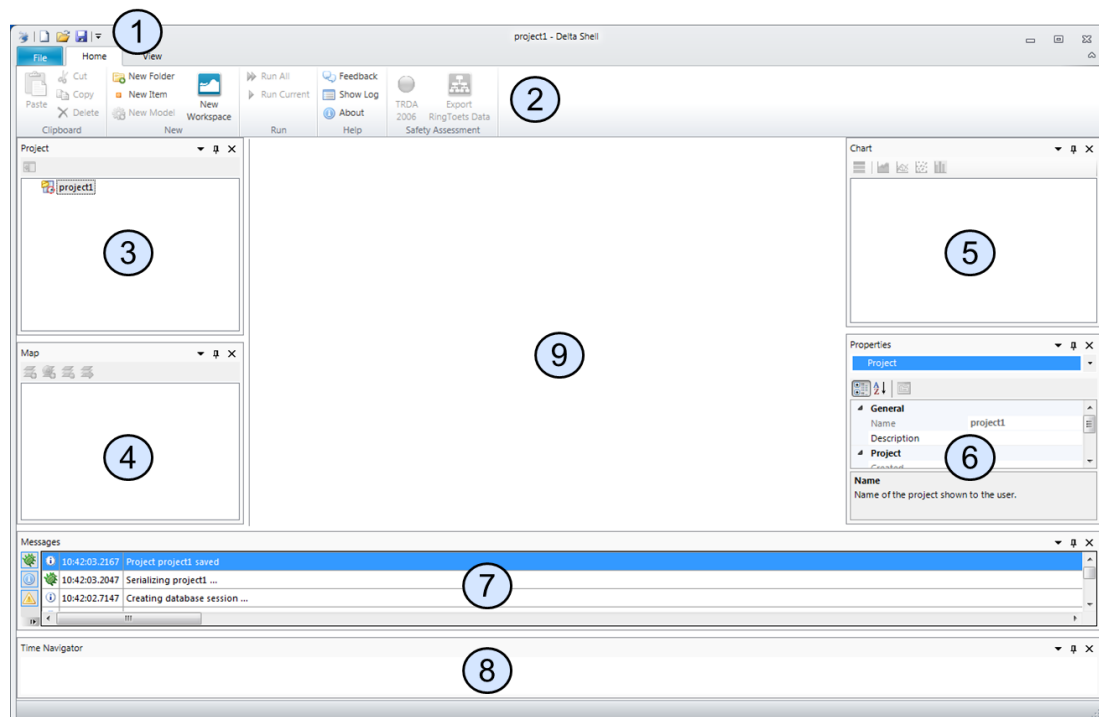 1
project1 - Delta Shell
File Home View
Cut New Folder Run All Feedback
Copy New Item Run Current Show Log
Paste Delete New Model New Workspace About TRDA 2006 Export RingToets Data
2
Clipboard New Run Help Safety Assessment
Project
project1
3
Map
4
9
Chart
5
Properties
Project
A
Z
General
Name project1
Description
Project
Created
6
Name
Name of the project shown to the user.
Messages
10:42:03.2167 Project project1 saved
10:42:03.2047 Serializing project1 ...
10:42:02.7147 Creating database session ...
7
Time Navigator
8